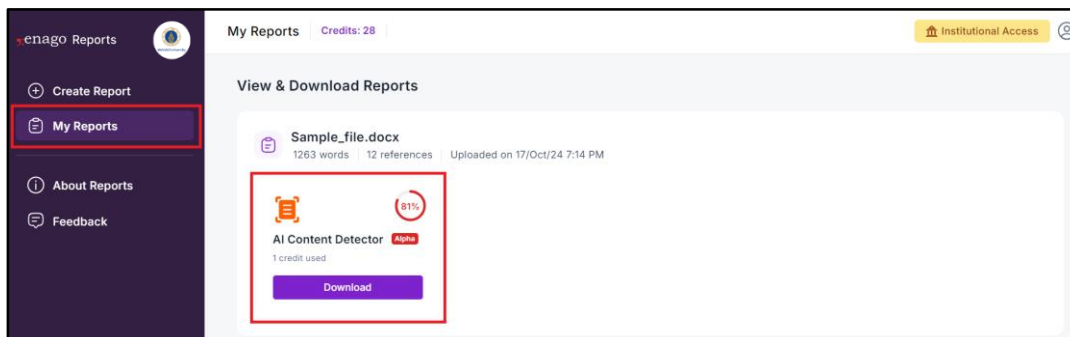 enago Reports
Create Report
My Reports
About Reports
Feedback
My Reports Credits: 28
Institutional Access
View & Download Reports
Sample_file.docx
1263 words 12 references Uploaded on 17/Oct/24 7:14 PM
81%
AI Content Detector Alpha
1 credit used
Download